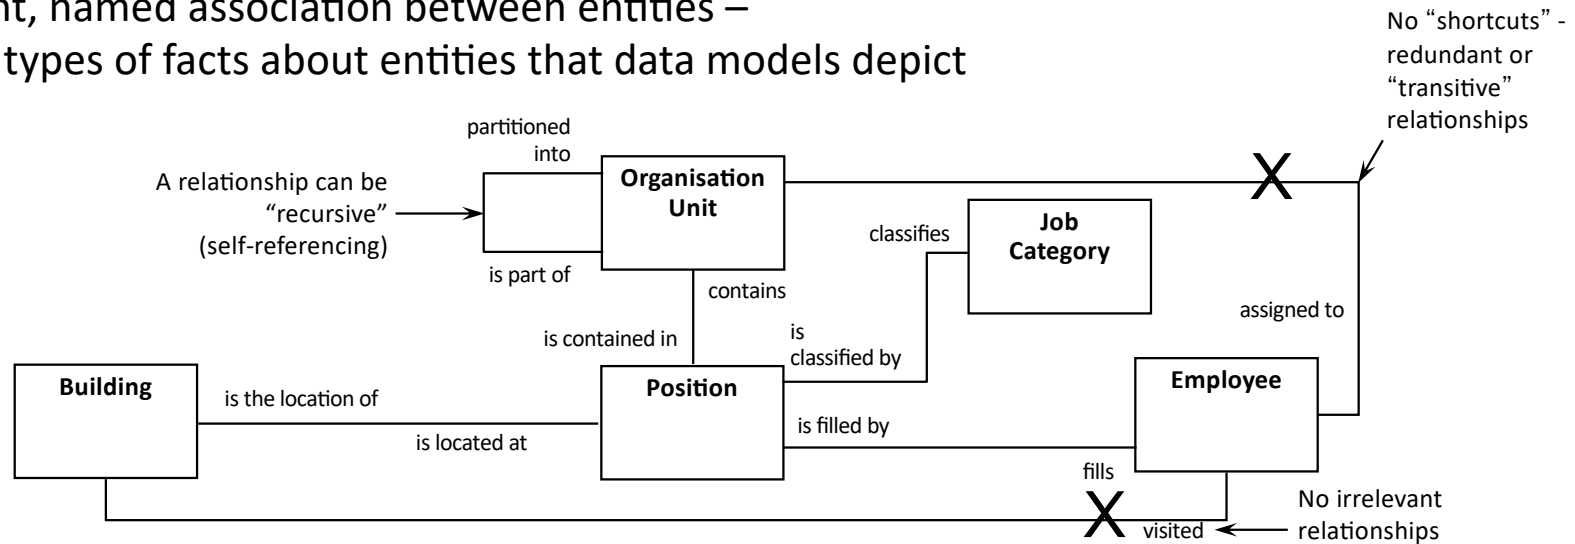 nt, named association between entities –
types of facts about entities that data models depict
No “shortcuts” -
redundant or
“transitive”
relationships
partitioned
into
A relationship can be
“recursive”
(self-referencing)
Organisation
Unit
is part of
classifies
Job
Category
contains
is contained in
is
classified by
assigned to
Building
is the location of
is located at
Position
is filled by
Employee
fills
X
X
visited
No irrelevant
relationships